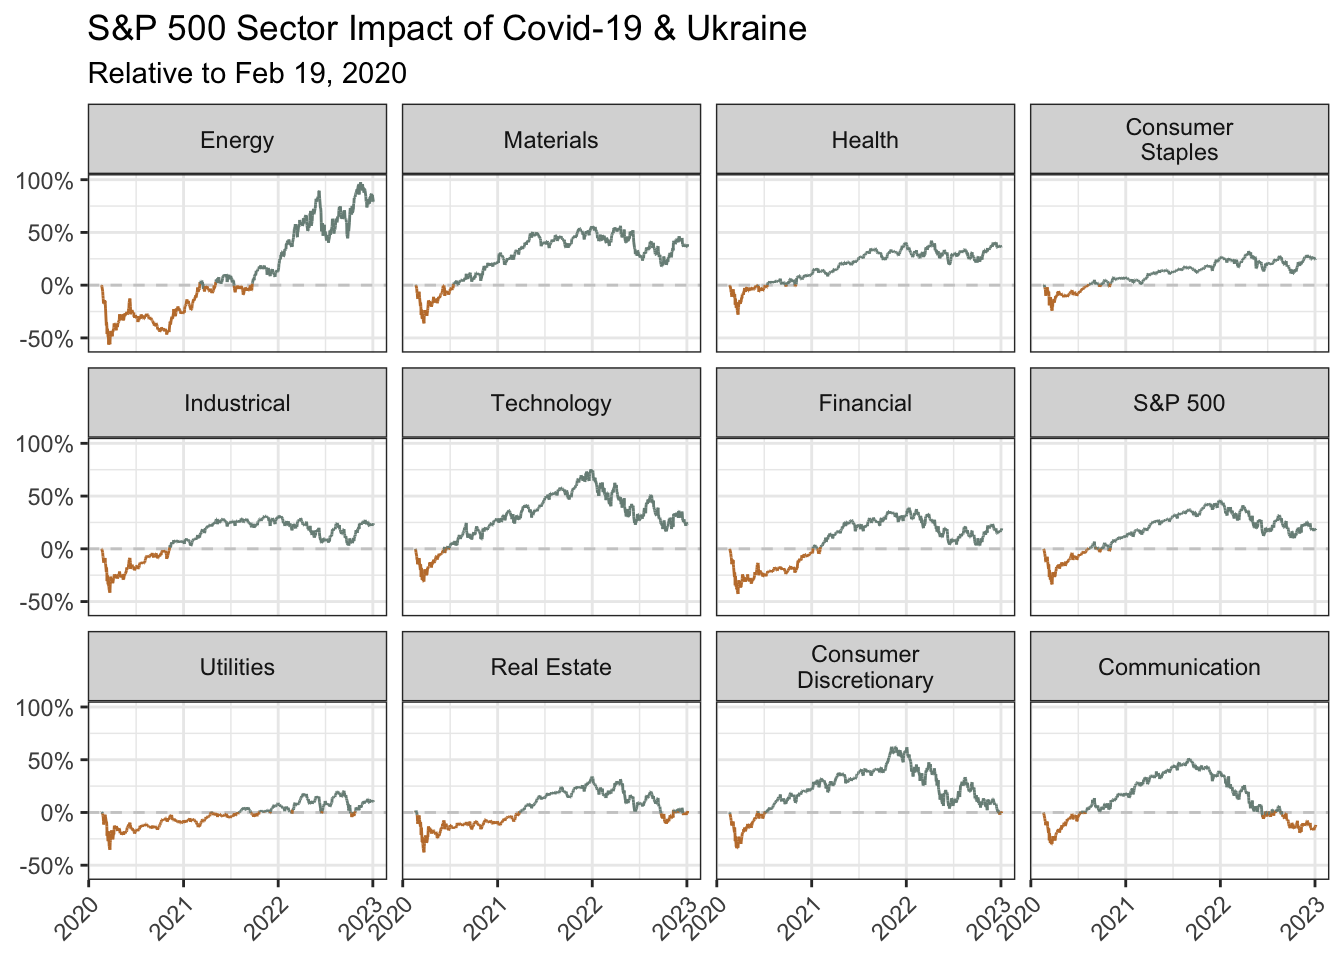 S&P 500 Sector Impact of Covid-19 & Ukraine
Relative to Feb 19, 2020
Energy
Materials
Health
Consumer
Staples
100%
50%
0%
-50%
Industrical
Technology
Financial
S&P 500
100%
50%
0%
-50%
Utilities
Real Estate
Consumer
Discretionary
Communication
100%
50%
0%
-50%
2020
2021
2022
2023
2020
2021
2022
2023
2020
2021
2022
2023
2020
2021
2022
2023